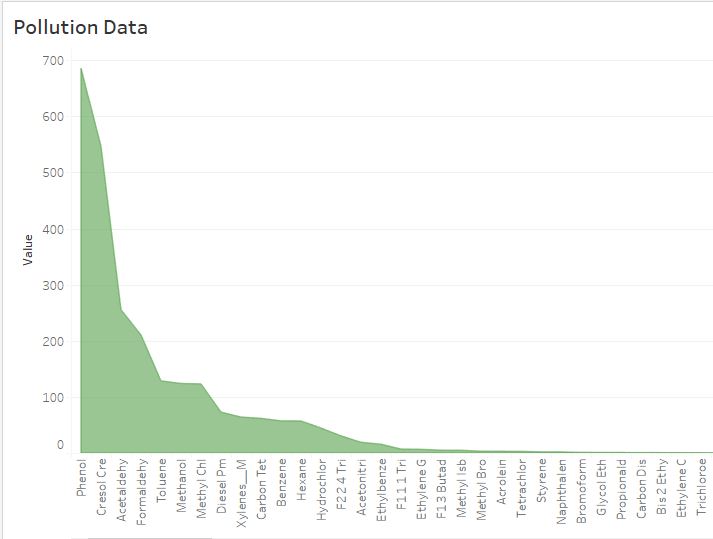 Pollution Data
700
600
500
400
300
200
100
0
Value
Phenol
Cresol Cre
Acetaldehy
Formaldehy
Toluene
Methanol
Methyl Chl
Diesel Pm
Xylenes__M
Carbon Tet
Benzene
Hexane
Hydrochlor
F2 2 4 Tri
Acetonitri
Ethylbenze
F1 1 1 Tri
Ethylene G
F1 3 Butad
Methyl Isb
Methyl Bro
Acrolein
Tetrachlor
Styrene
Naphthalen
Bromoform
Glycol Eth
Propionald
Carbon Dis
Bis 2 Ethy
Ethylene C
Trichloroe